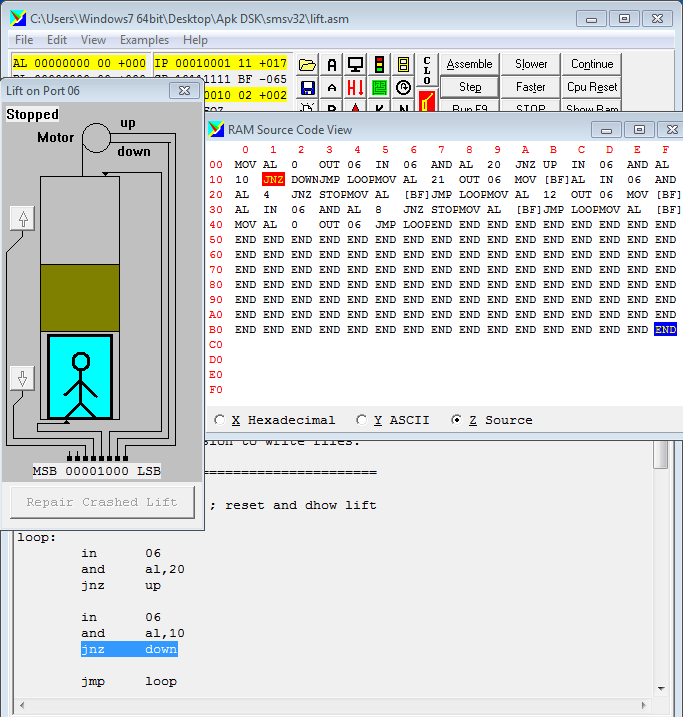 C:\Users\Windows7 64bit\Desktop\Apk DSK\smsv32\lift.asm
File Edit View Examples Help
AL 00000000 00 +000 IP 00010001 11 +017
10111111 BF -065
0010 02 +002
A
CLO
Assemble Slower Continue
Step Faster Cpu Reset
Run F9 STOP Show Ram
Lift on Port 06
Stopped
up
Motor
down
MSB 00001000 LSB
Repair Crashed Lift
RAM Source Code View
0 1 2 3 4 5 6 7 8 9 A B C D E F
00 MOV AL 0 OUT 06 IN 06 AND AL 20 JNZ UP IN 06 AND AL
10 10 JNZ DOWN JMP LOOP MOV AL 21 OUT 06 MOV [BF] AL IN 06 AND
20 AL 4 JNZ STOP MOV AL [BF] JMP LOOP MOV AL 12 OUT 06 MOV [BF]
30 AL IN 06 AND AL 8 JNZ STOP MOV AL [BF] JMP LOOP MOV AL [BF]
40 MOV AL 0 OUT 06 JMP LOOP END END END END END END END END END
50 END END END END END END END END END END END END END END END END
60 END END END END END END END END END END END END END END END END
70 END END END END END END END END END END END END END END END END
80 END END END END END END END END END END END END END END END END
90 END END END END END END END END END END END END END END END END
A0 END END END END END END END END END END END END END END END END
B0 END END END END END END END END END END END END END END END END
C0
D0
E0
F0
X Hexadecimal Y ASCII Z Source
sion to write files.
======================
; reset and dhow lift
loop:
in 06
and al,20
jnz up
in 06
and al,10
jnz down
jmp loop